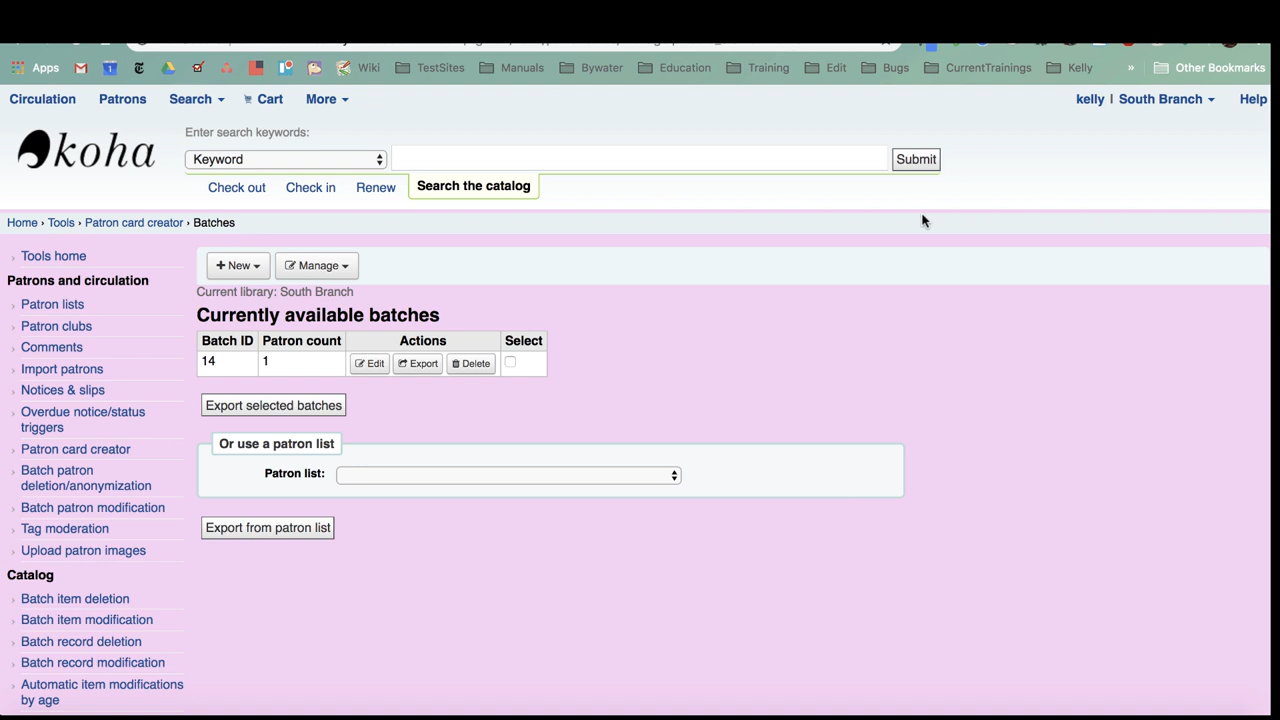 Apps Wiki TestSites Manuals Bywater Education Training Edit Bugs CurrentTrainings Kelly » Other Bookmarks
Circulation Patrons Search Cart More kelly | South Branch Help
Enter search keywords:
koha
Keyword Submit
Check out Check in Renew Search the catalog
Home › Tools › Patron card creator › Batches
Tools home
Patrons and circulation
Patron lists
Patron clubs
Comments
Import patrons
Notices & slips
Overdue notice/status
triggers
Patron card creator
Batch patron
deletion/anonymization
Batch patron modification
Tag moderation
Upload patron images
Catalog
Batch item deletion
Batch item modification
Batch record deletion
Batch record modification
Automatic item modifications
by age
+ New Manage
Current library: South Branch
Currently available batches
Batch ID Patron count Actions Select
14 1 Edit Export Delete
Export selected batches
Or use a patron list
Patron list:
Export from patron list